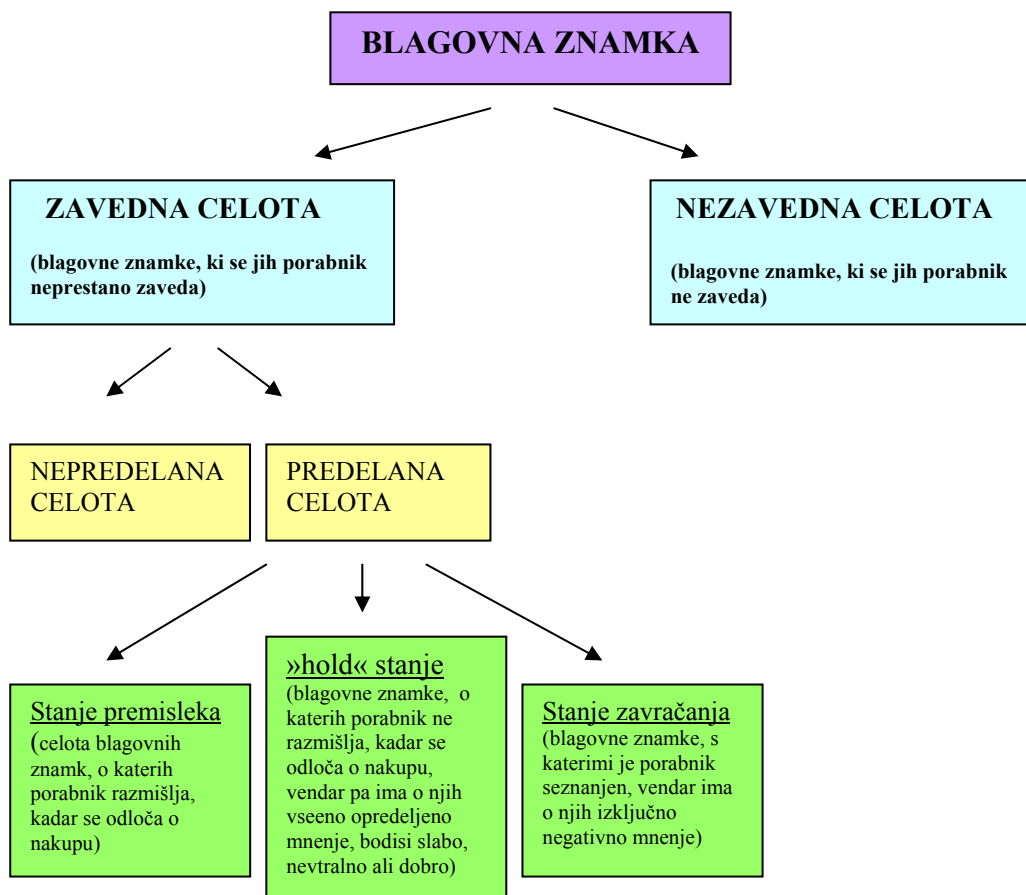 BLAGOVNA ZNAMKA
ZAVEDNA CELOTA
(blagovne znamke, ki se jih porabnik
neprestano zaveda)
NEZAVEDNA CELOTA
(blagovne znamke, ki se jih porabnik
ne zaveda)
NEPREDELANA
CELOTA
PREDELANA
CELOTA
Stanje premisleka
(celota blagovnih
znamk, o katerih
porabnik razmišlja,
kadar se odloča o
nakupu)
»hold« stanje
(blagovne znamke, o
katerih porabnik ne
razmišlja, kadar se
odloča o nakupu,
vendar pa ima o njih
vseeno opredeljeno
mnenje, bodisi slabo,
nevtralno ali dobro)
Stanje zavračanja
(blagovne znamke, s
katerimi je porabnik
seznanjen, vendar ima
o njih izključno
negativno mnenje)